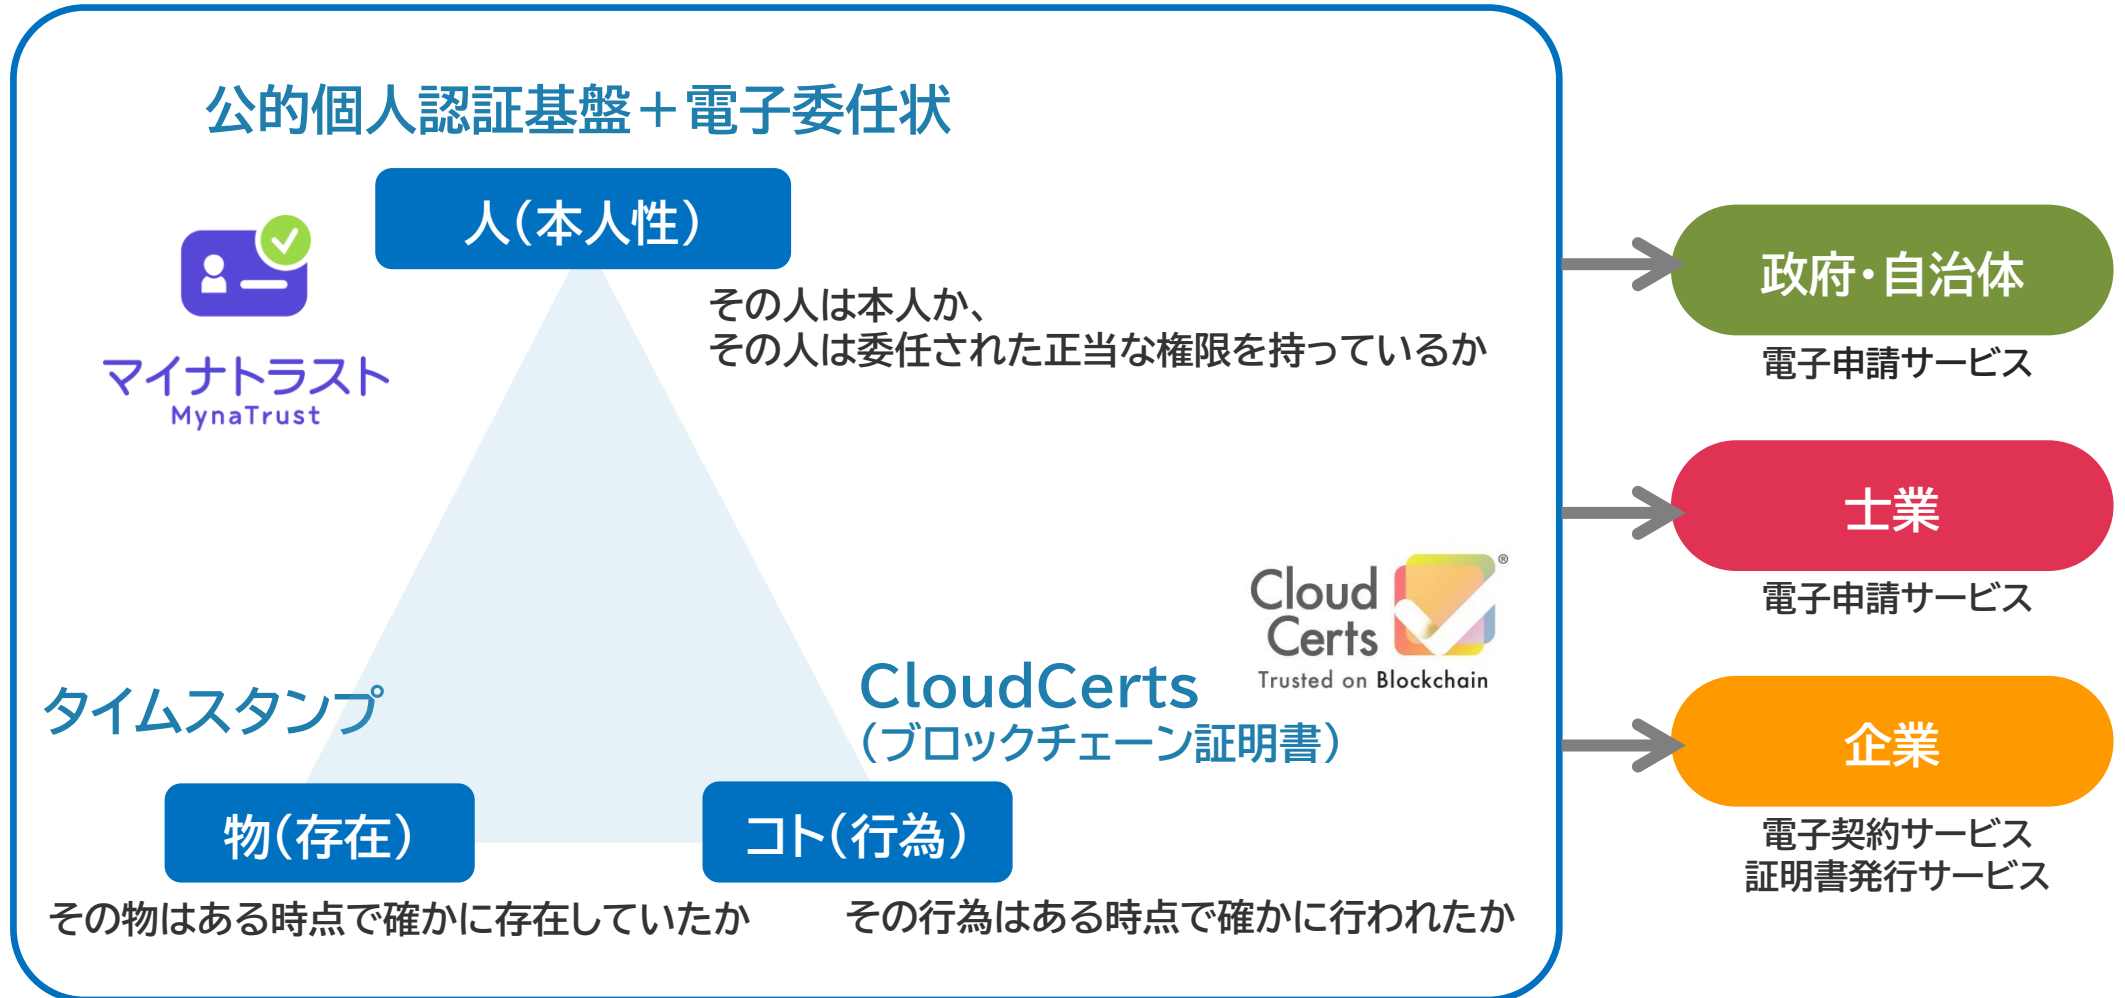 公的個人認証基盤＋電子委任状
人(本人性)
マイナトラスト
MynaTrust
その人は本人か、
その人は委任された正当な権限を持っているか
タイムスタンプ
物(存在)
その物はある時点で確かに存在していたか
Cloud
Certs
®
Trusted on Blockchain
CloudCerts
(ブロックチェーン証明書)
コト(行為)
その行為はある時点で確かに行われたか
政府・自治体
電子申請サービス
士業
電子申請サービス
企業
電子契約サービス
証明書発行サービス